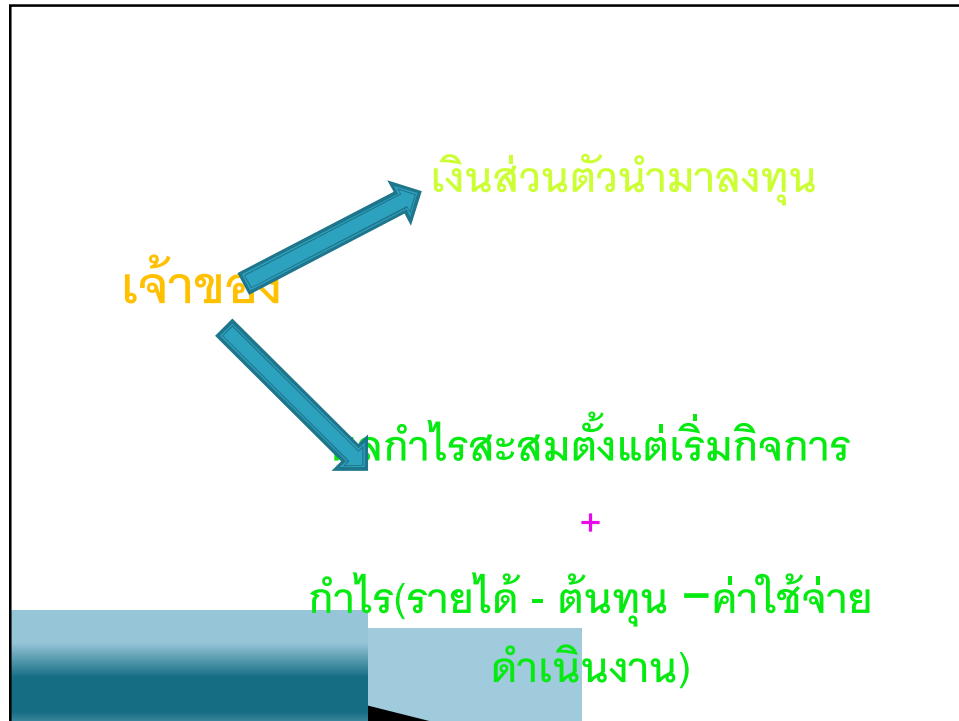 เงินส่วนตัวนำมาลงทุน
เจ้าของ
ผลกำไรสะสมตั้งแต่เริ่มกิจการ
+
กำไร(รายได้ - ต้นทุน –ค่าใช้จ่าย
ดำเนินงาน)